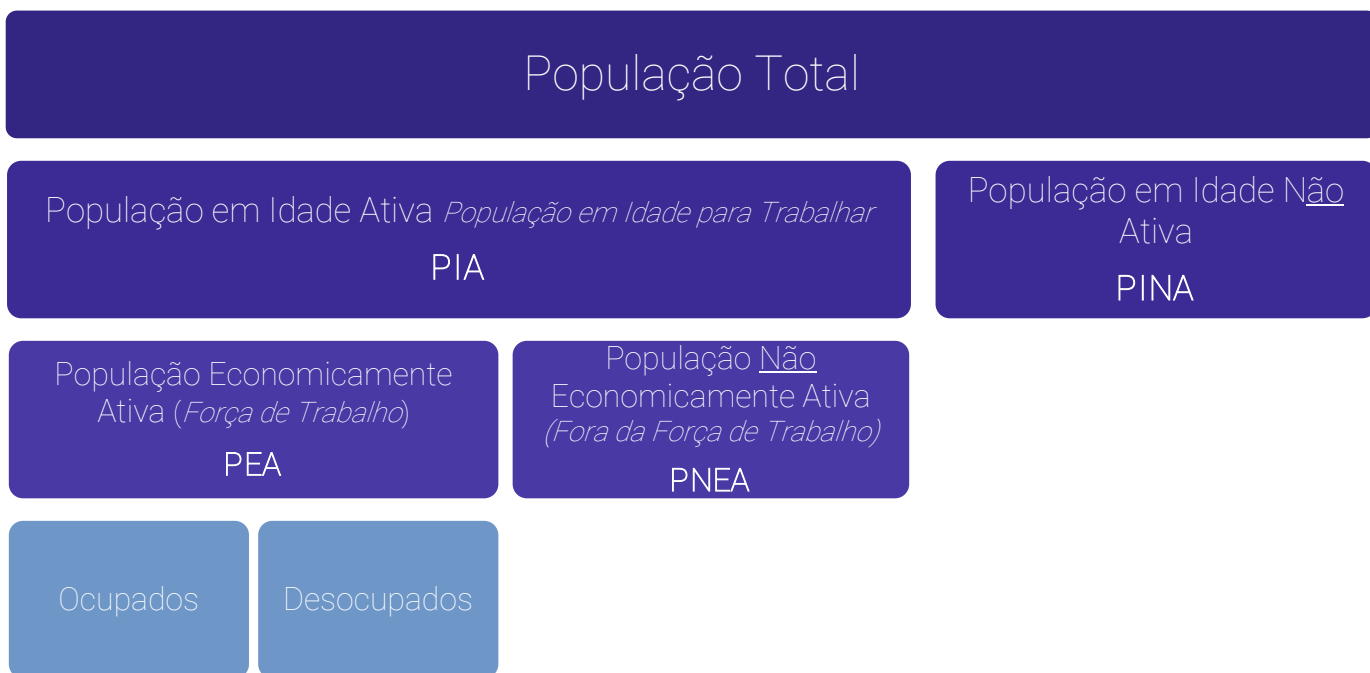 População Total
População em Idade Ativa População em Idade para Trabalhar
PIA
População em Idade Não
Ativa
PINA
População Economicamente
Ativa (Força de Trabalho)
PEA
População Não
Economicamente Ativa
(Fora da Força de Trabalho)
PNEA
Ocupados
Desocupados